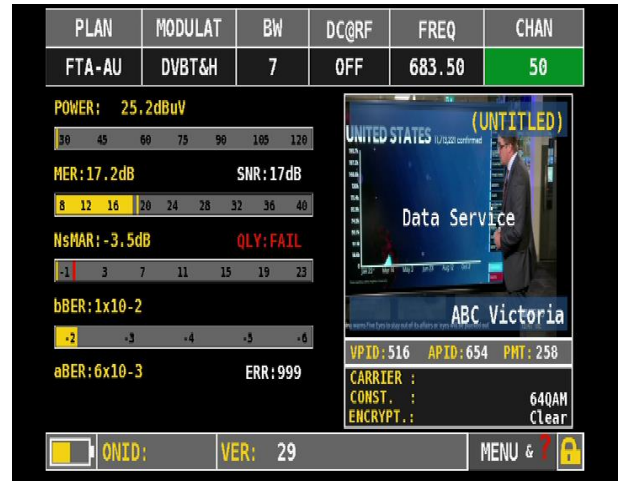 PLAN MODULAT BW DC@RF FREQ CHAN
FTA-AU DVBT&H 7 OFF 683.50 50
POWER: 25.2dBuV
30 45 60 75 90 105 120
MER:17.2dB SNR:17dB
8 12 16 20 24 28 32 36 40
NsMAR:-3.5dB QLY:FAIL
-1 3 7 11 15 19 23
bBER:1x10-2
-2 -3 -4 -5 -6
aBER:6x10-3 ERR:999
(UNTITLED)
UNITED STATES 11,713,221 confirmed
Data Service
ABC Victoria
VPID:516 APID:654 PMT:258
CARRIER :
CONST. : 64QAM
ENCRYPT.: Clear
ONID: VER: 29 MENU & ?